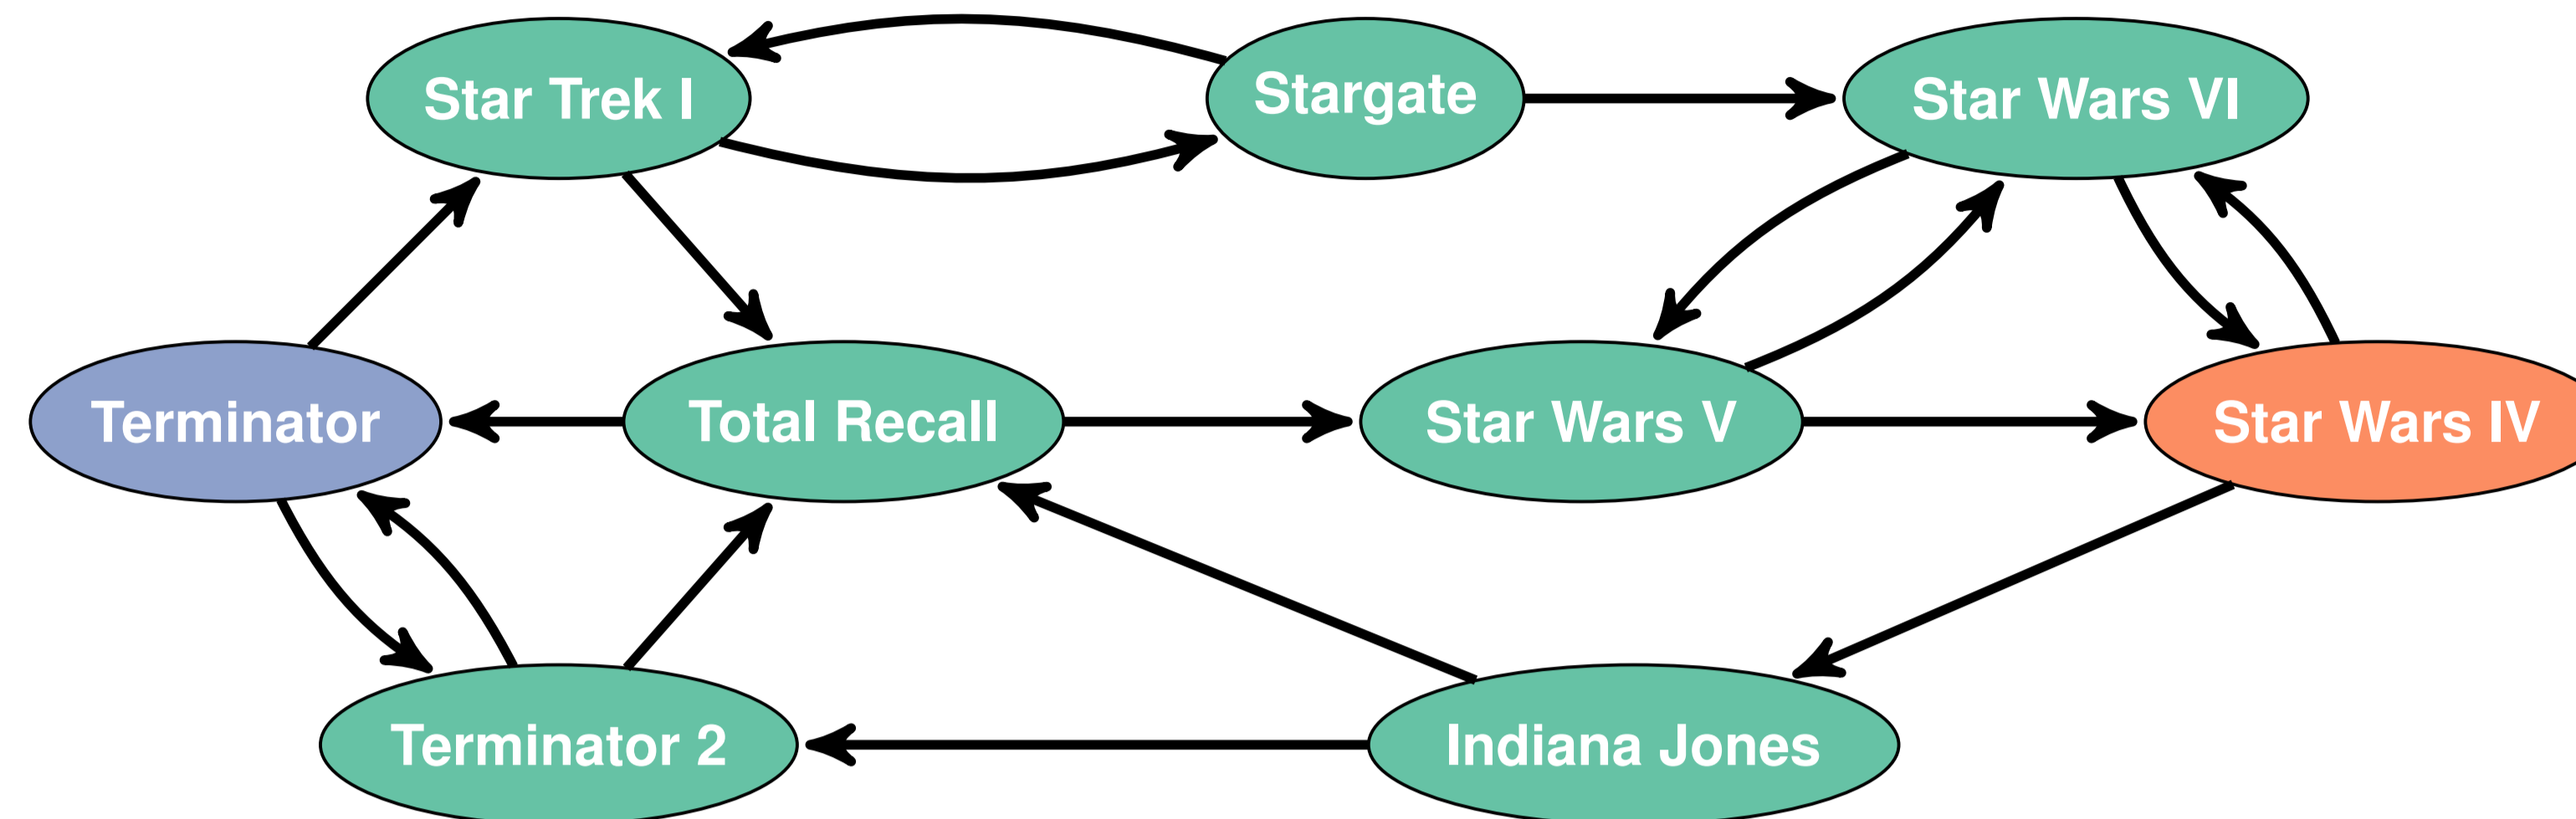 Star Trek I
Stargate
Star Wars VI
Terminator
Total Recall
Star Wars V
Star Wars IV
Terminator 2
Indiana Jones